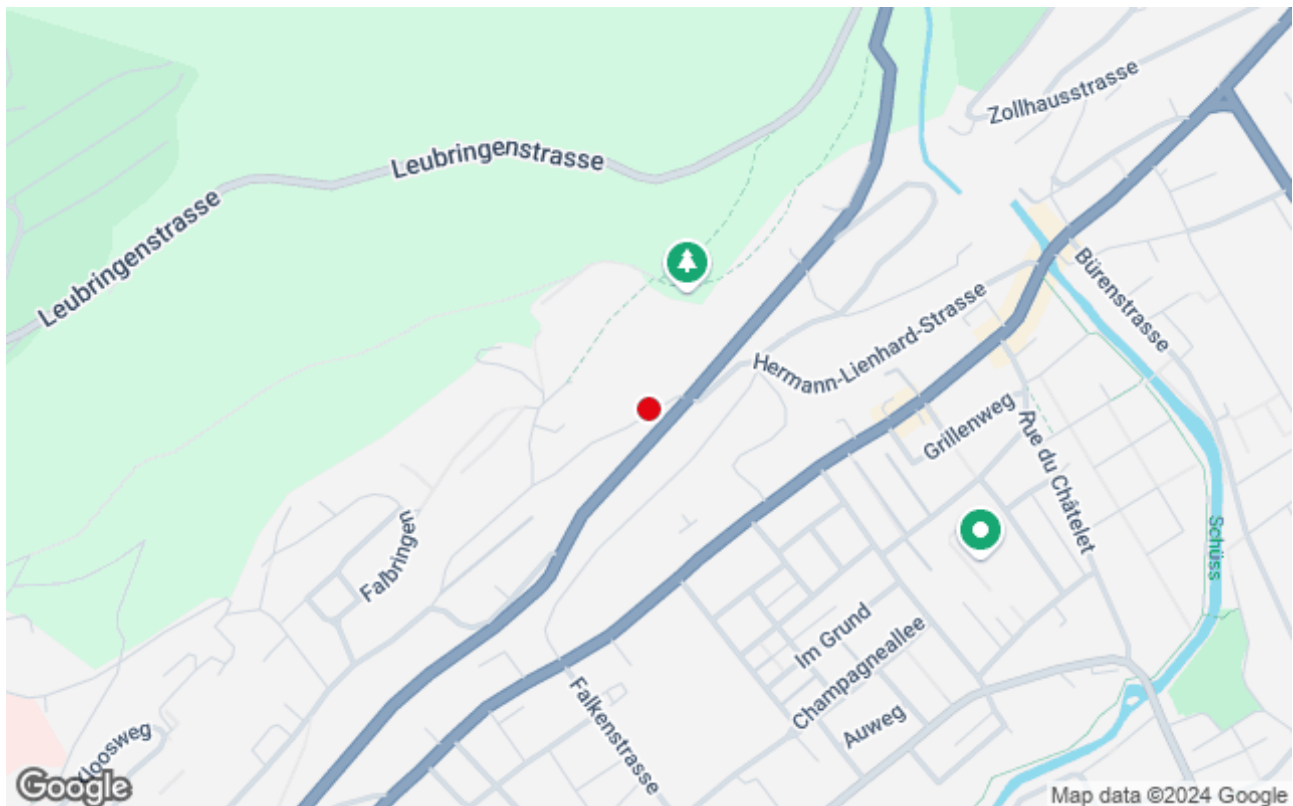 Zollhausstrasse
Leubringenstrasse
Leubringenstrasse
Bürenstrasse
Hermann-Lienhard-Strasse
Grillenweg
Rue du Châtelet
Schüss
Falbringen
Im Grund
Champagneallee
Auweg
Falkenstrasse
Kloosweg
Google
Map data ©2024 Google